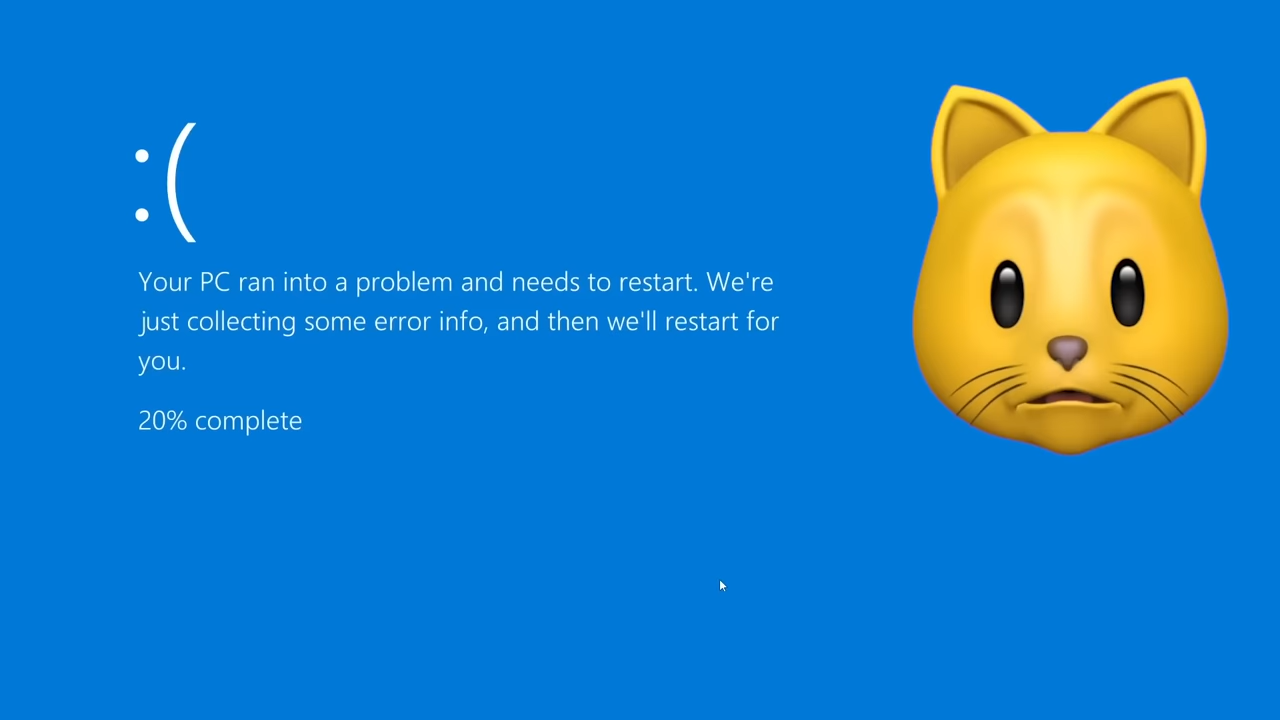 :(
Your PC ran into a problem and needs to restart. We're
just collecting some error info, and then we'll restart for
you.
20% complete